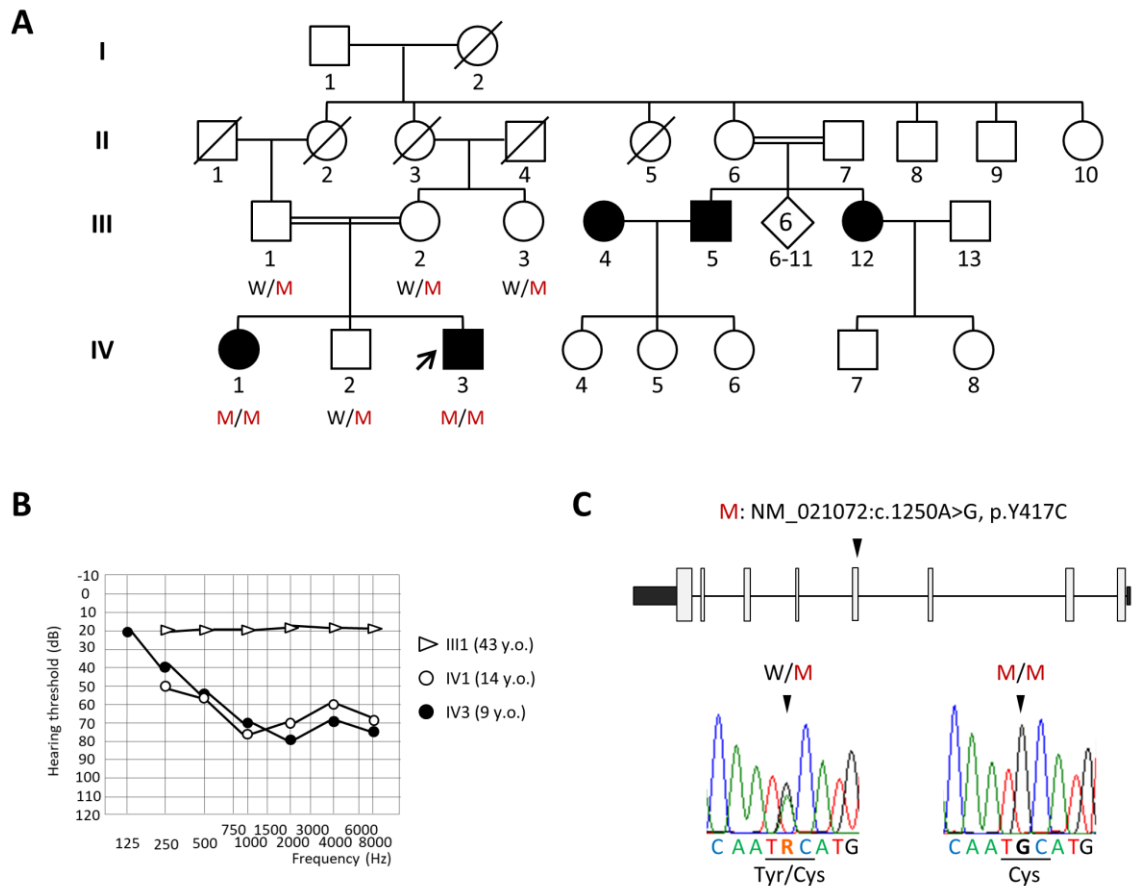 A
I
1 2
II
1 2 3 4 5 6 7 8 9 10
III
6
1 2 3 4 5 6-11 12 13
W/M W/M W/M
IV
1 2 3 4 5 6 7 8
M/M W/M M/M
B
Hearing threshold (dB)
-10
0
10
20
30
40
50
60
70
80
90
100
110
120
125 250 500 750 1000 1500 2000 3000 4000 6000 8000
Frequency (Hz)
III1 (43 y.o.)
IV1 (14 y.o.)
IV3 (9 y.o.)
C
M: NM_021072:c.1250A>G, p.Y417C
W/M M/M
C A A T R C A T G
Tyr/Cys
C A A T G C A T G
Cys